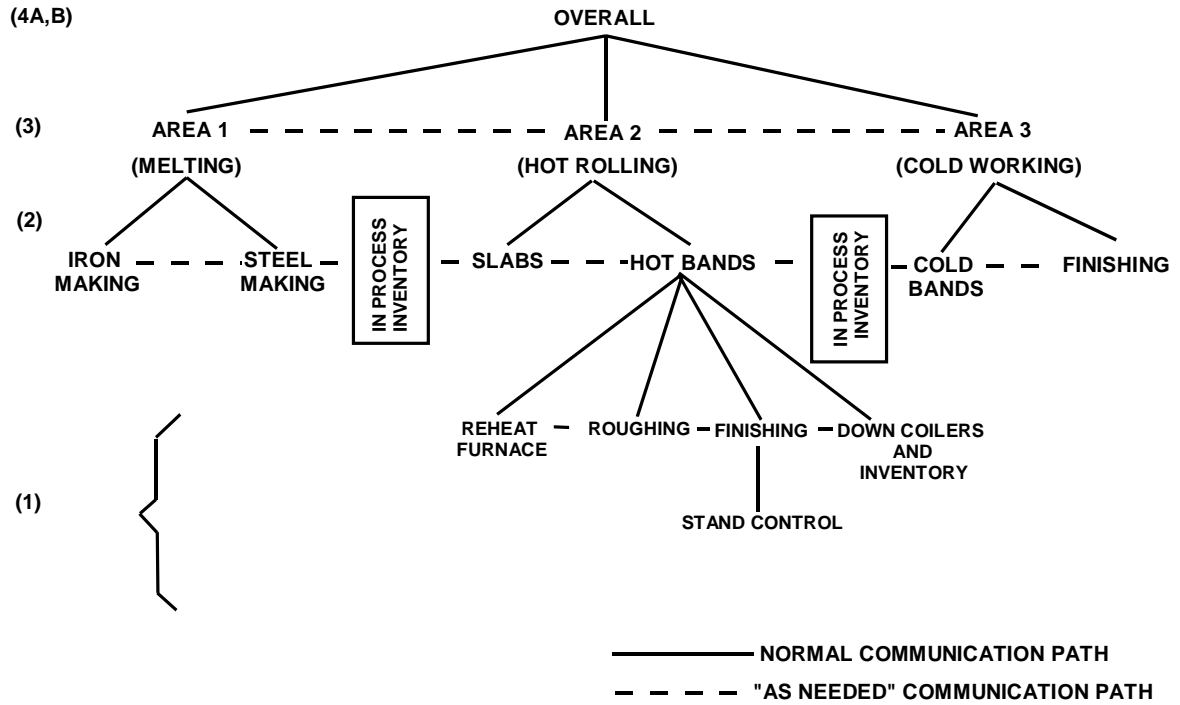 (4A,B)
OVERALL
(3)
AREA 1
AREA 2
AREA 3
(MELTING)
(HOT ROLLING)
(COLD WORKING)
(2)
IRON
MAKING
STEEL
MAKING
IN PROCESS
INVENTORY
SLABS
HOT BANDS
IN PROCESS
INVENTORY
COLD
BANDS
FINISHING
(1)
REHEAT
FURNACE
ROUGHING
FINISHING
DOWN COILERS
AND
INVENTORY
STAND CONTROL
NORMAL COMMUNICATION PATH
"AS NEEDED" COMMUNICATION PATH